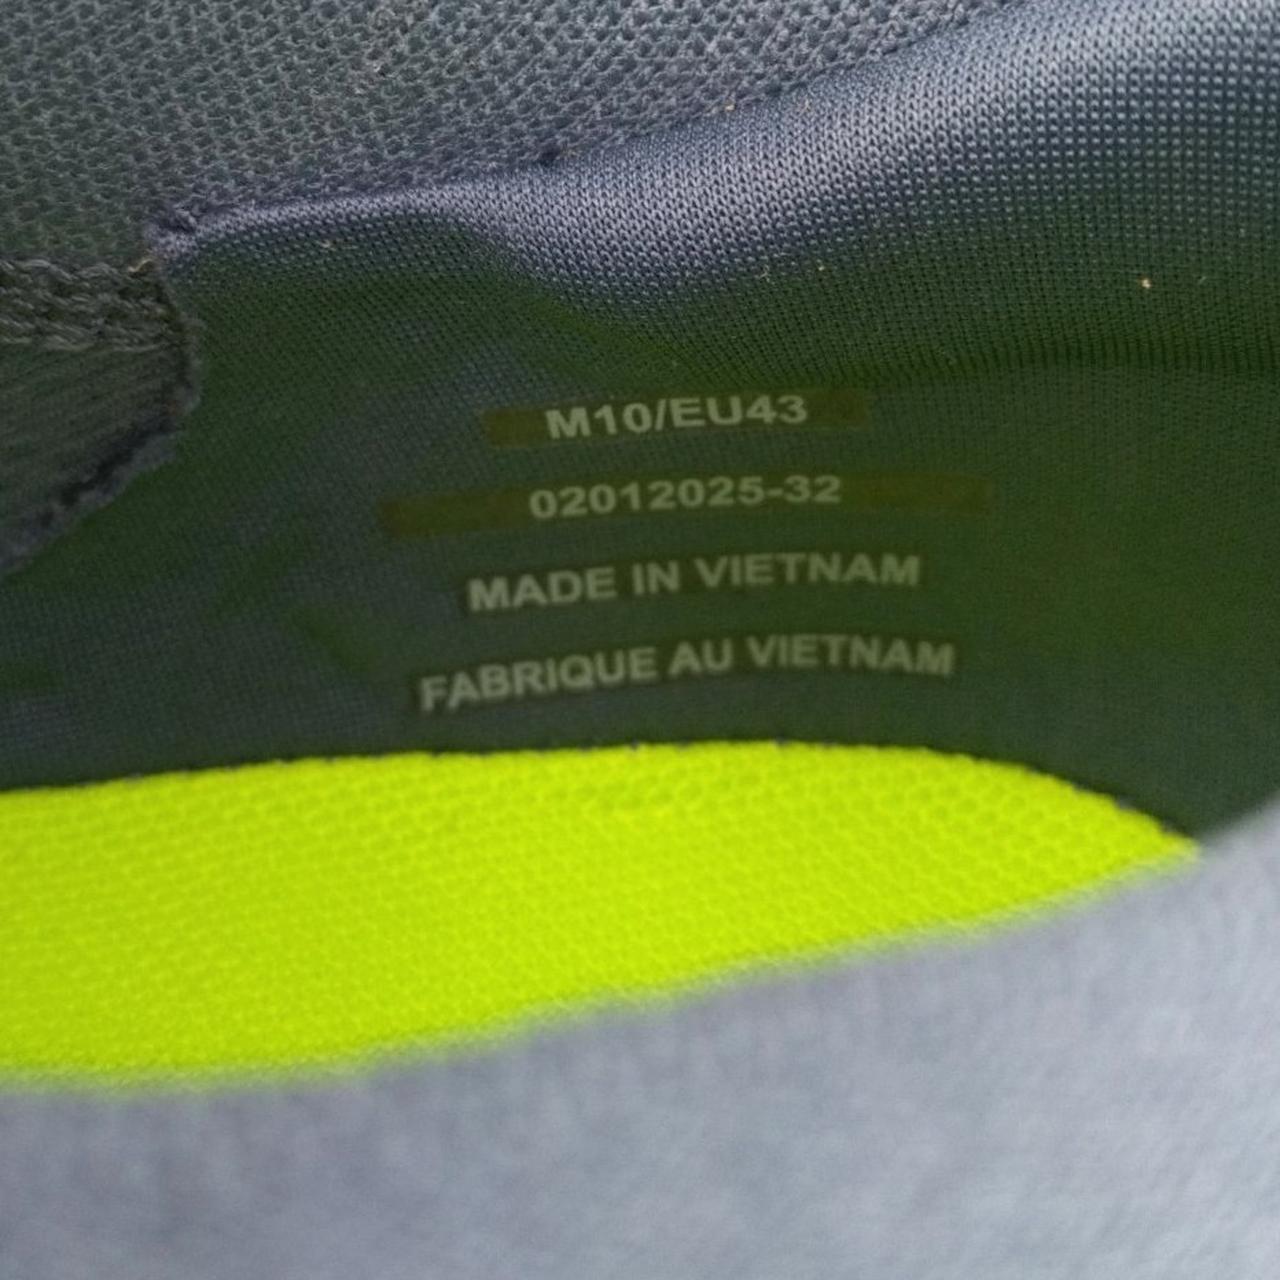 M10/EU43
02012025-32
MADE IN VIETNAM
FABRIQUE AU VIETNAM